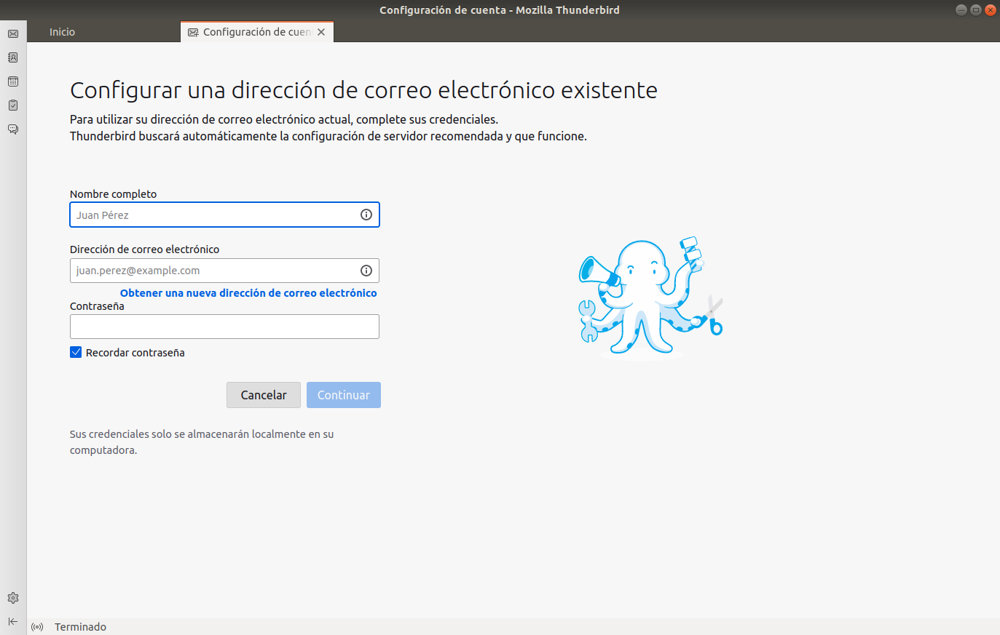 Configuración de cuenta - Mozilla Thunderbird
Inicio
Configuración de cuen
Configurar una dirección de correo electrónico existente
Para utilizar su dirección de correo electrónico actual, complete sus credenciales.
Thunderbird buscará automáticamente la configuración de servidor recomendada y que funcione.
Nombre completo
Juan Pérez
Dirección de correo electrónico
juan.perez@example.com
Obtener una nueva dirección de correo electrónico
Contraseña
Recordar contraseña
Cancelar
Continuar
Sus credenciales solo se almacenarán localmente en su
computadora.
Terminado